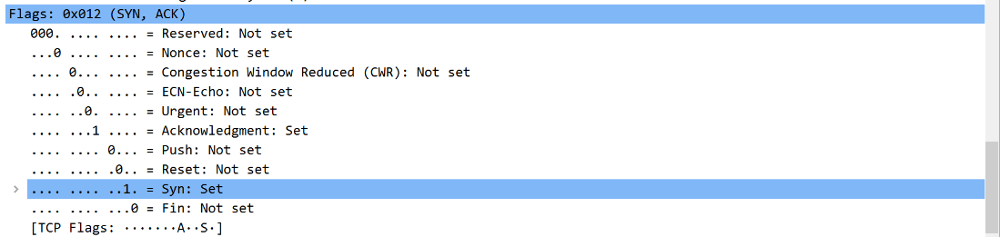 Flags: 0x012 (SYN, ACK)
000. .... .... = Reserved: Not set
...0 .... .... = Nonce: Not set
.... 0... .... = Congestion Window Reduced (CWR): Not set
.... .0.. .... = ECN-Echo: Not set
.... ..0. .... = Urgent: Not set
.... ...1 .... = Acknowledgment: Set
.... .... 0... = Push: Not set
.... .... .0.. = Reset: Not set
.... .... ..1. = Syn: Set
.... .... ...0 = Fin: Not set
[TCP Flags: ·······A··S·]